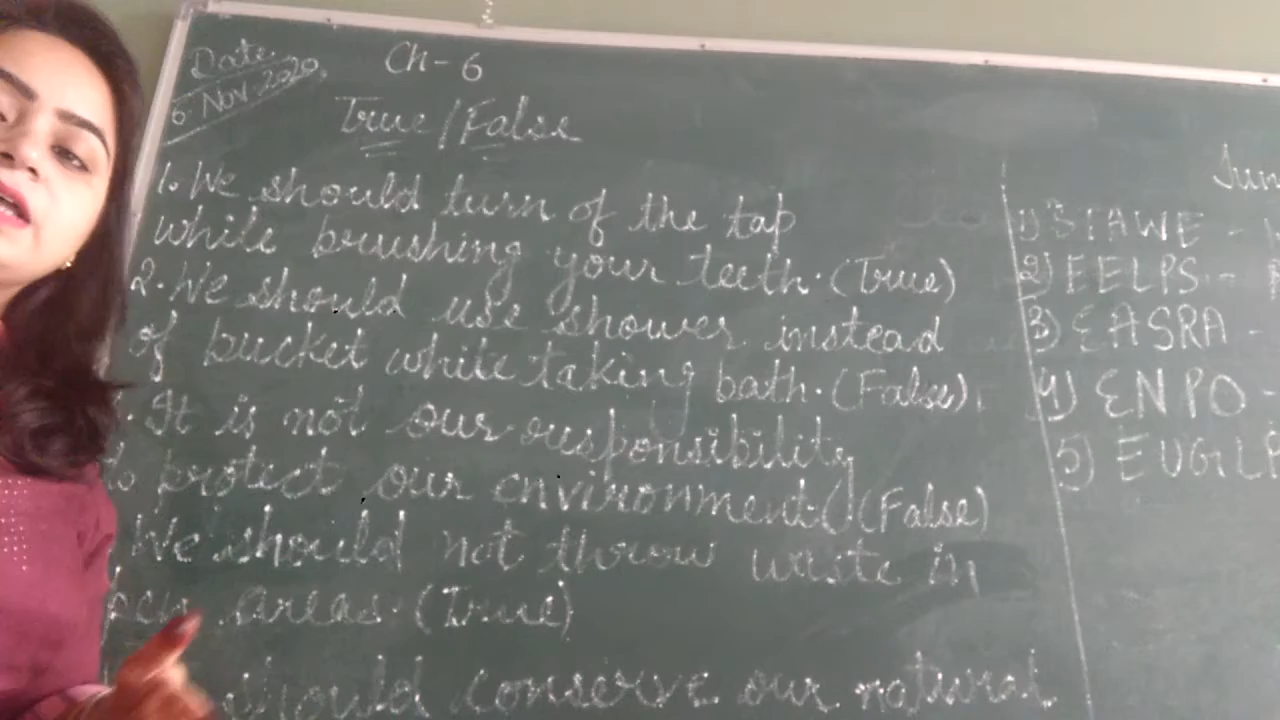 Date
6 Nov 2020
Ch-6
True/False
1. We should turn of the tap
while brushing your teeth. (True)
2. We should use shower instead
of bucket while taking bath. (False)
It is not our responsibility
to protect our environment() (False)
We should not throw waste in
pen areas. (True)
should conserve our natural
Jum
1)
2) EELPS -
3) EASRA -
4) ENPO -
5) EUGLP